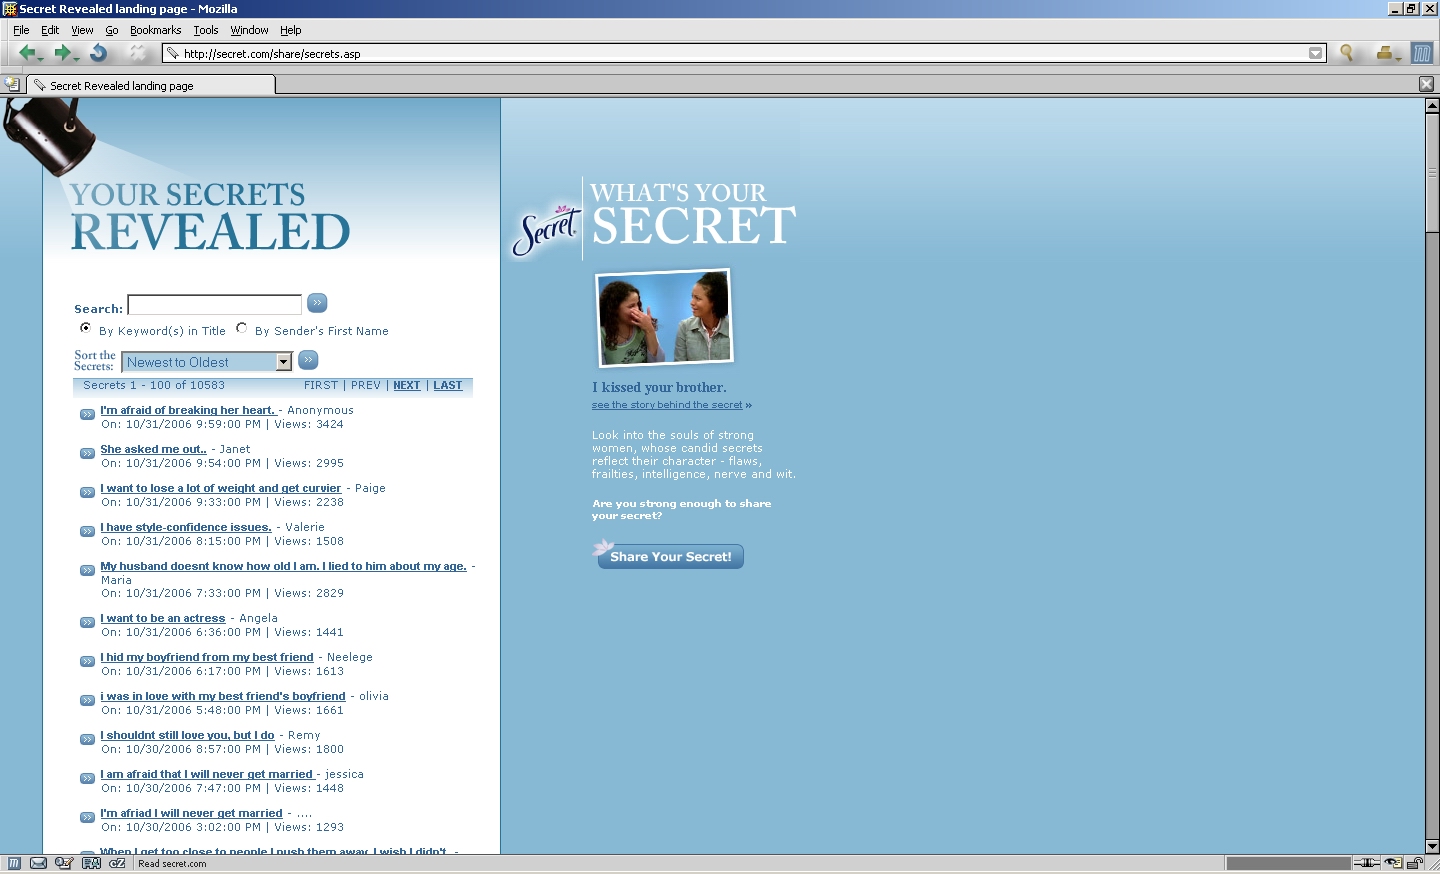 Secret Revealed landing page - Mozilla
File Edit View Go Bookmarks Tools Window Help
http://secret.com/share/secrets.asp
Secret Revealed landing page
YOUR SECRETS
REVEALED
Search:
By Keyword(s) in Title By Sender's First Name
Sort the
Secrets:
Newest to Oldest
Secrets 1 - 100 of 10583 FIRST | PREV | NEXT | LAST
I'm afraid of breaking her heart. - Anonymous
On: 10/31/2006 9:59:00 PM | Views: 3424
She asked me out.. - Janet
On: 10/31/2006 9:54:00 PM | Views: 2995
I want to lose a lot of weight and get curvier - Paige
On: 10/31/2006 9:33:00 PM | Views: 2238
I have style-confidence issues. - Valerie
On: 10/31/2006 8:15:00 PM | Views: 1508
My husband doesnt know how old I am. I lied to him about my age. -
Maria
On: 10/31/2006 7:33:00 PM | Views: 2829
I want to be an actress - Angela
On: 10/31/2006 6:36:00 PM | Views: 1441
I hid my boyfriend from my best friend - Neelege
On: 10/31/2006 6:17:00 PM | Views: 1613
i was in love with my best friend's boyfriend - olivia
On: 10/31/2006 5:48:00 PM | Views: 1661
I shouldnt still love you, but I do - Remy
On: 10/30/2006 8:57:00 PM | Views: 1800
I am afraid that I will never get married - jessica
On: 10/30/2006 7:47:00 PM | Views: 1448
I'm afriad I will never get married - ....
On: 10/30/2006 3:02:00 PM | Views: 1293
When I get too close to people I push them away. I wish I didn't. -
Secret
WHAT'S YOUR
SECRET
I kissed your brother.
see the story behind the secret »
Look into the souls of strong
women, whose candid secrets
reflect their character - flaws,
frailties, intelligence, nerve and wit.
Are you strong enough to share
your secret?
Share Your Secret!
Read secret.com